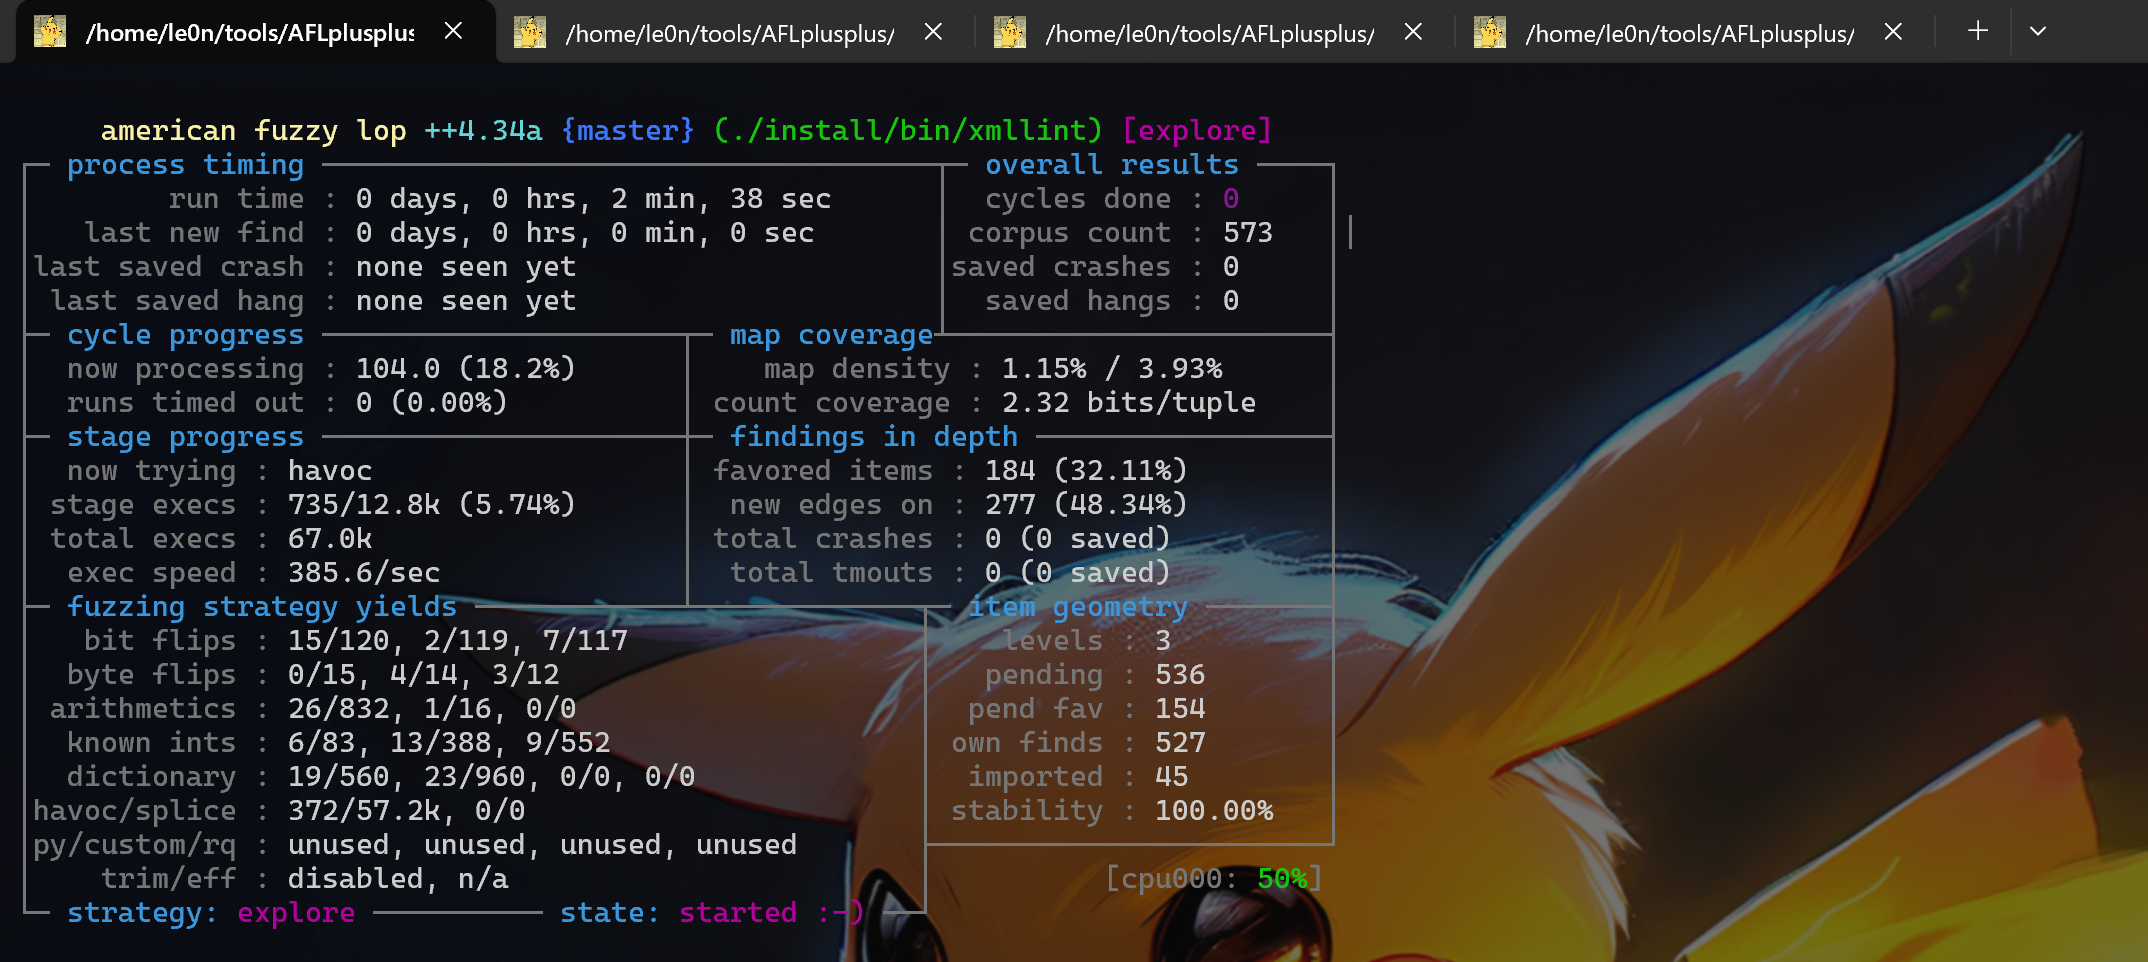 /home/le0n/tools/AFLplusplus /home/le0n/tools/AFLplusplus/ /home/le0n/tools/AFLplusplus/ /home/le0n/tools/AFLplusplus/
american fuzzy lop ++4.34a {master} (./install/bin/xmllint) [explore]
process timing overall results
run time : 0 days, 0 hrs, 2 min, 38 sec cycles done : 0
last new find : 0 days, 0 hrs, 0 min, 0 sec corpus count : 573
last saved crash : none seen yet saved crashes : 0
last saved hang : none seen yet saved hangs : 0
cycle progress map coverage
now processing : 104.0 (18.2%) map density : 1.15% / 3.93%
runs timed out : 0 (0.00%) count coverage : 2.32 bits/tuple
stage progress findings in depth
now trying : havoc favored items : 184 (32.11%)
stage execs : 735/12.8k (5.74%) new edges on : 277 (48.34%)
total execs : 67.0k total crashes : 0 (0 saved)
exec speed : 385.6/sec total tmouts : 0 (0 saved)
fuzzing strategy yields item geometry
bit flips : 15/120, 2/119, 7/117 levels : 3
byte flips : 0/15, 4/14, 3/12 pending : 536
arithmetics : 26/832, 1/16, 0/0 pend fav : 154
known ints : 6/83, 13/388, 9/552 own finds : 527
dictionary : 19/560, 23/960, 0/0, 0/0 imported : 45
havoc/splice : 372/57.2k, 0/0 stability : 100.00%
py/custom/rq : unused, unused, unused, unused
trim/eff : disabled, n/a [cpu000: 50%]
strategy: explore state: started :-)